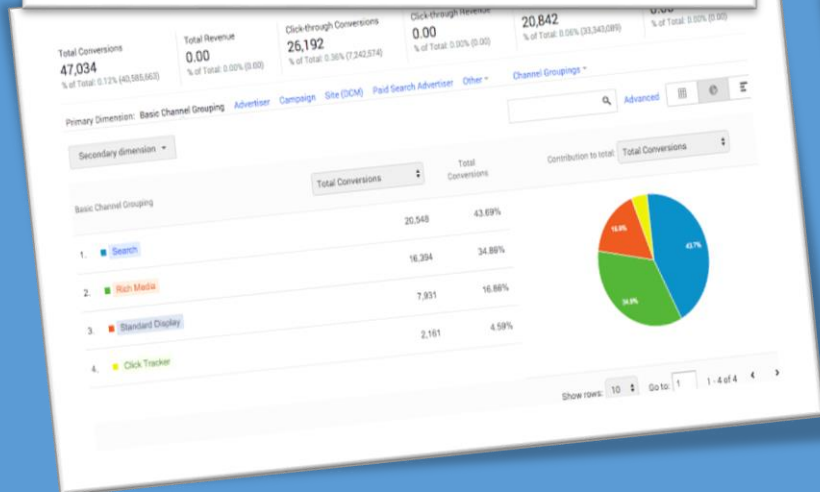 Total Conversions
47,034
% of Total: 0.12% (40,585,663)
Total Revenue
0.00
% of Total: 0.00% (0.00)
Click-through Conversions
26,192
% of Total: 0.36% (7,242,574)
Click-through Revenue
0.00
% of Total: 0.00% (0.00)
20,842
% of Total: 0.06% (33,343,089)
0.00
% of Total: 0.00% (0.00)
Primary Dimension: Basic Channel Grouping Advertiser Campaign Site (DCM) Paid Search Advertiser Other Channel Groupings
Advanced
Secondary dimension
Basic Channel Grouping
Total Conversions
Total Conversions
Contribution to total: Total Conversions
1. Search 20,548 43.69%
2. Rich Media 16,394 34.86%
3. Standard Display 7,931 16.86%
4. Click Tracker 2,161 4.59%
43.7%
34.9%
16.9%
Show rows: 10 Go to: 1 1 - 4 of 4